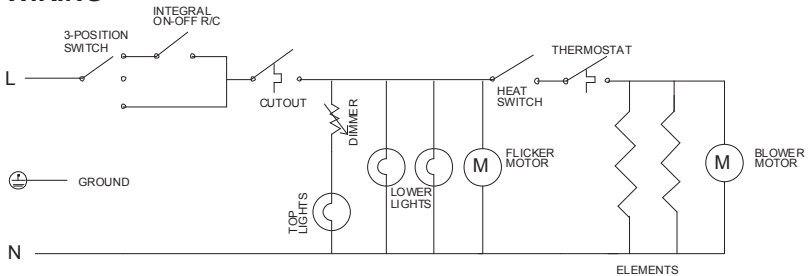 WIRING
INTEGRAL
ON-OFF R/C
3-POSITION
SWITCH
THERMOSTAT
L
CUTOUT
HEAT
SWITCH
DIMMER
M
FLICKER
MOTOR
M
BLOWER
MOTOR
GROUND
LOWER
LIGHTS
TOP
LIGHTS
N
ELEMENTS